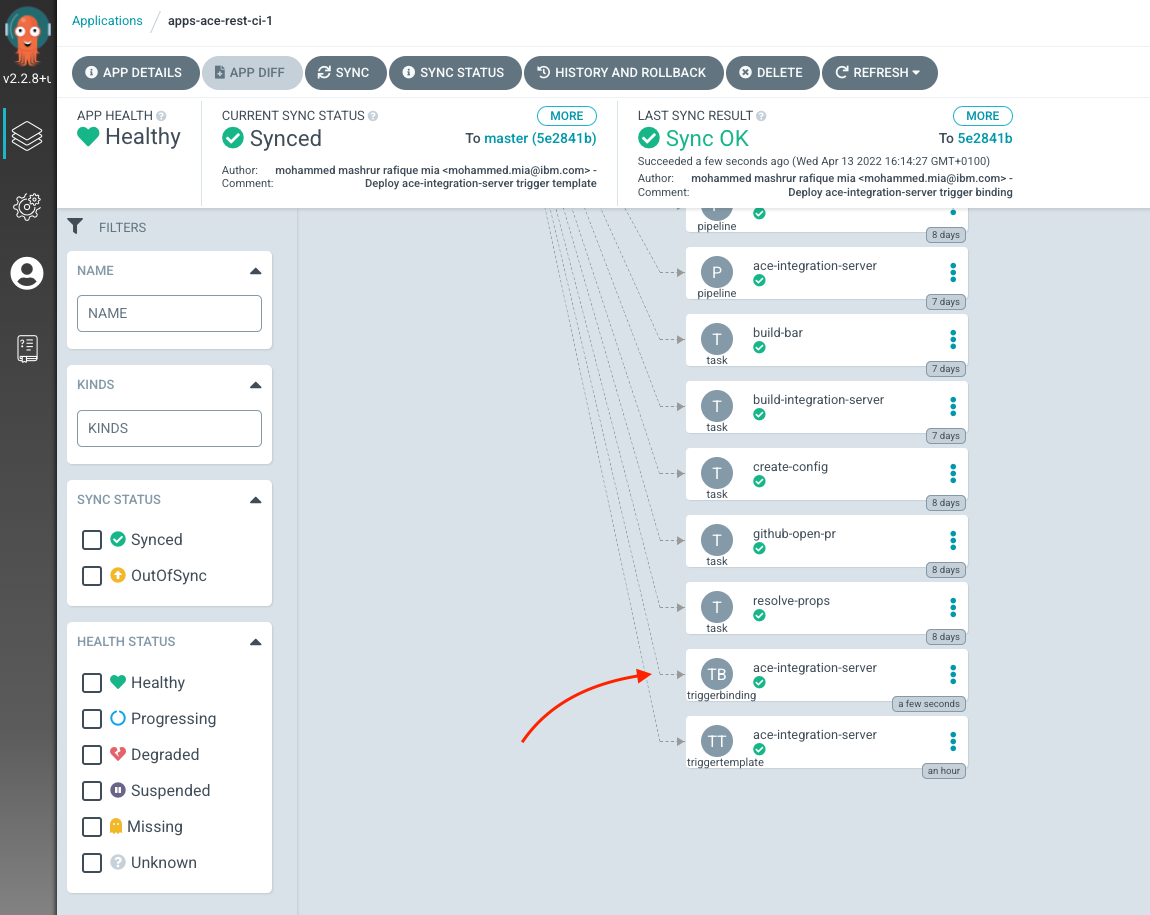 Applications / apps-ace-rest-ci-1
v2.2.8+u
APP DETAILS
APP DIFF
SYNC
SYNC STATUS
HISTORY AND ROLLBACK
DELETE
REFRESH
APP HEALTH
Healthy
CURRENT SYNC STATUS
MORE
Synced
To master (5e2841b)
Author: mohammed mashrur rafique mia <mohammed.mia@ibm.com> -
Comment: Deploy ace-integration-server trigger template
LAST SYNC RESULT
MORE
Sync OK
To 5e2841b
Succeeded a few seconds ago (Wed Apr 13 2022 16:14:27 GMT+0100)
Author: mohammed mashrur rafique mia <mohammed.mia@ibm.com> -
Comment: Deploy ace-integration-server trigger binding
FILTERS
NAME
NAME
KINDS
KINDS
SYNC STATUS
Synced
OutOfSync
HEALTH STATUS
Healthy
Progressing
Degraded
Suspended
Missing
Unknown
pipeline
8 days
P
ace-integration-server
pipeline
7 days
T
build-bar
task
7 days
T
build-integration-server
task
7 days
T
create-config
task
8 days
T
github-open-pr
task
8 days
T
resolve-props
task
8 days
TB
ace-integration-server
triggerbinding
a few seconds
TT
ace-integration-server
triggertemplate
an hour